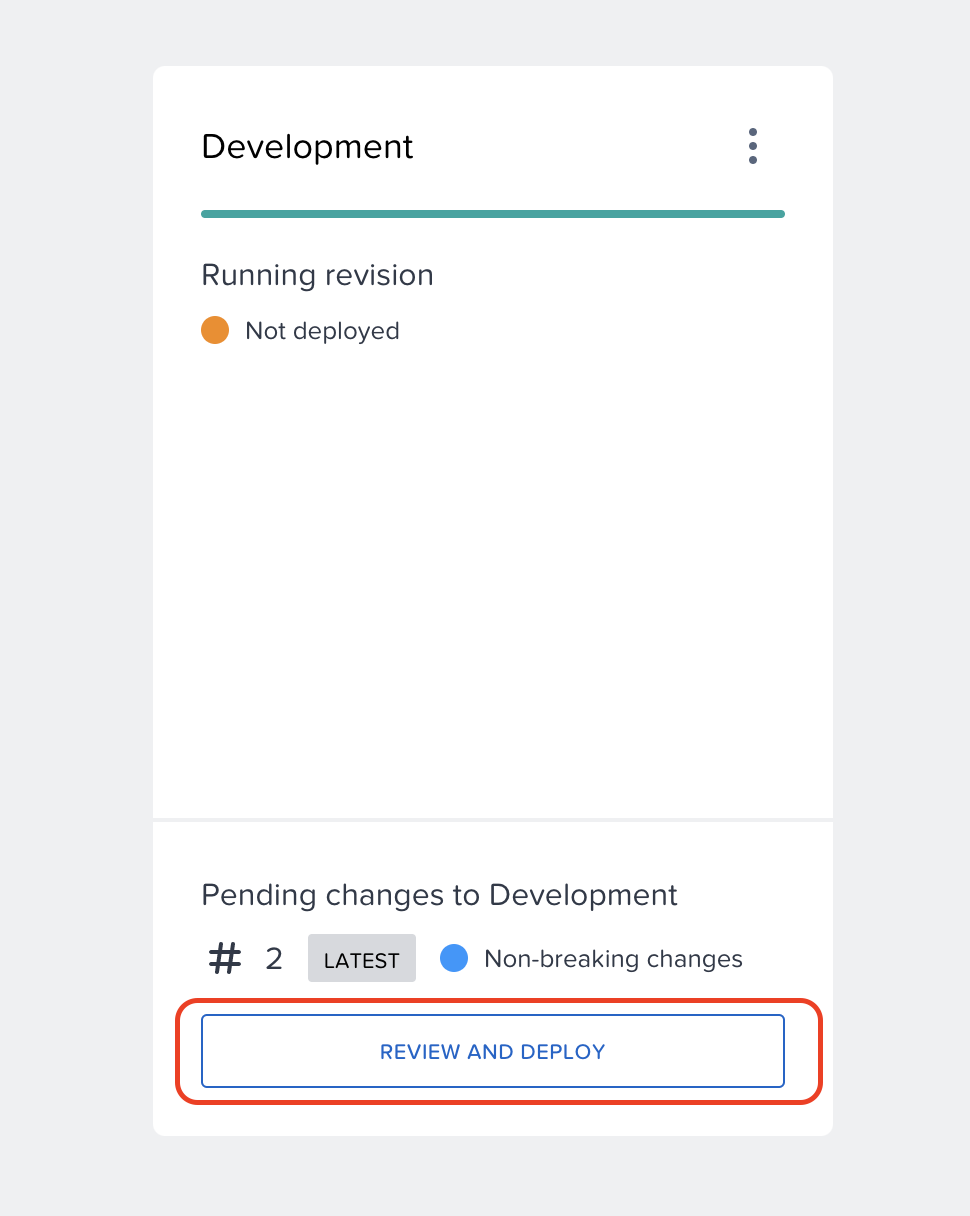 Development
Running revision
Not deployed
Pending changes to Development
# 2 LATEST Non-breaking changes
REVIEW AND DEPLOY